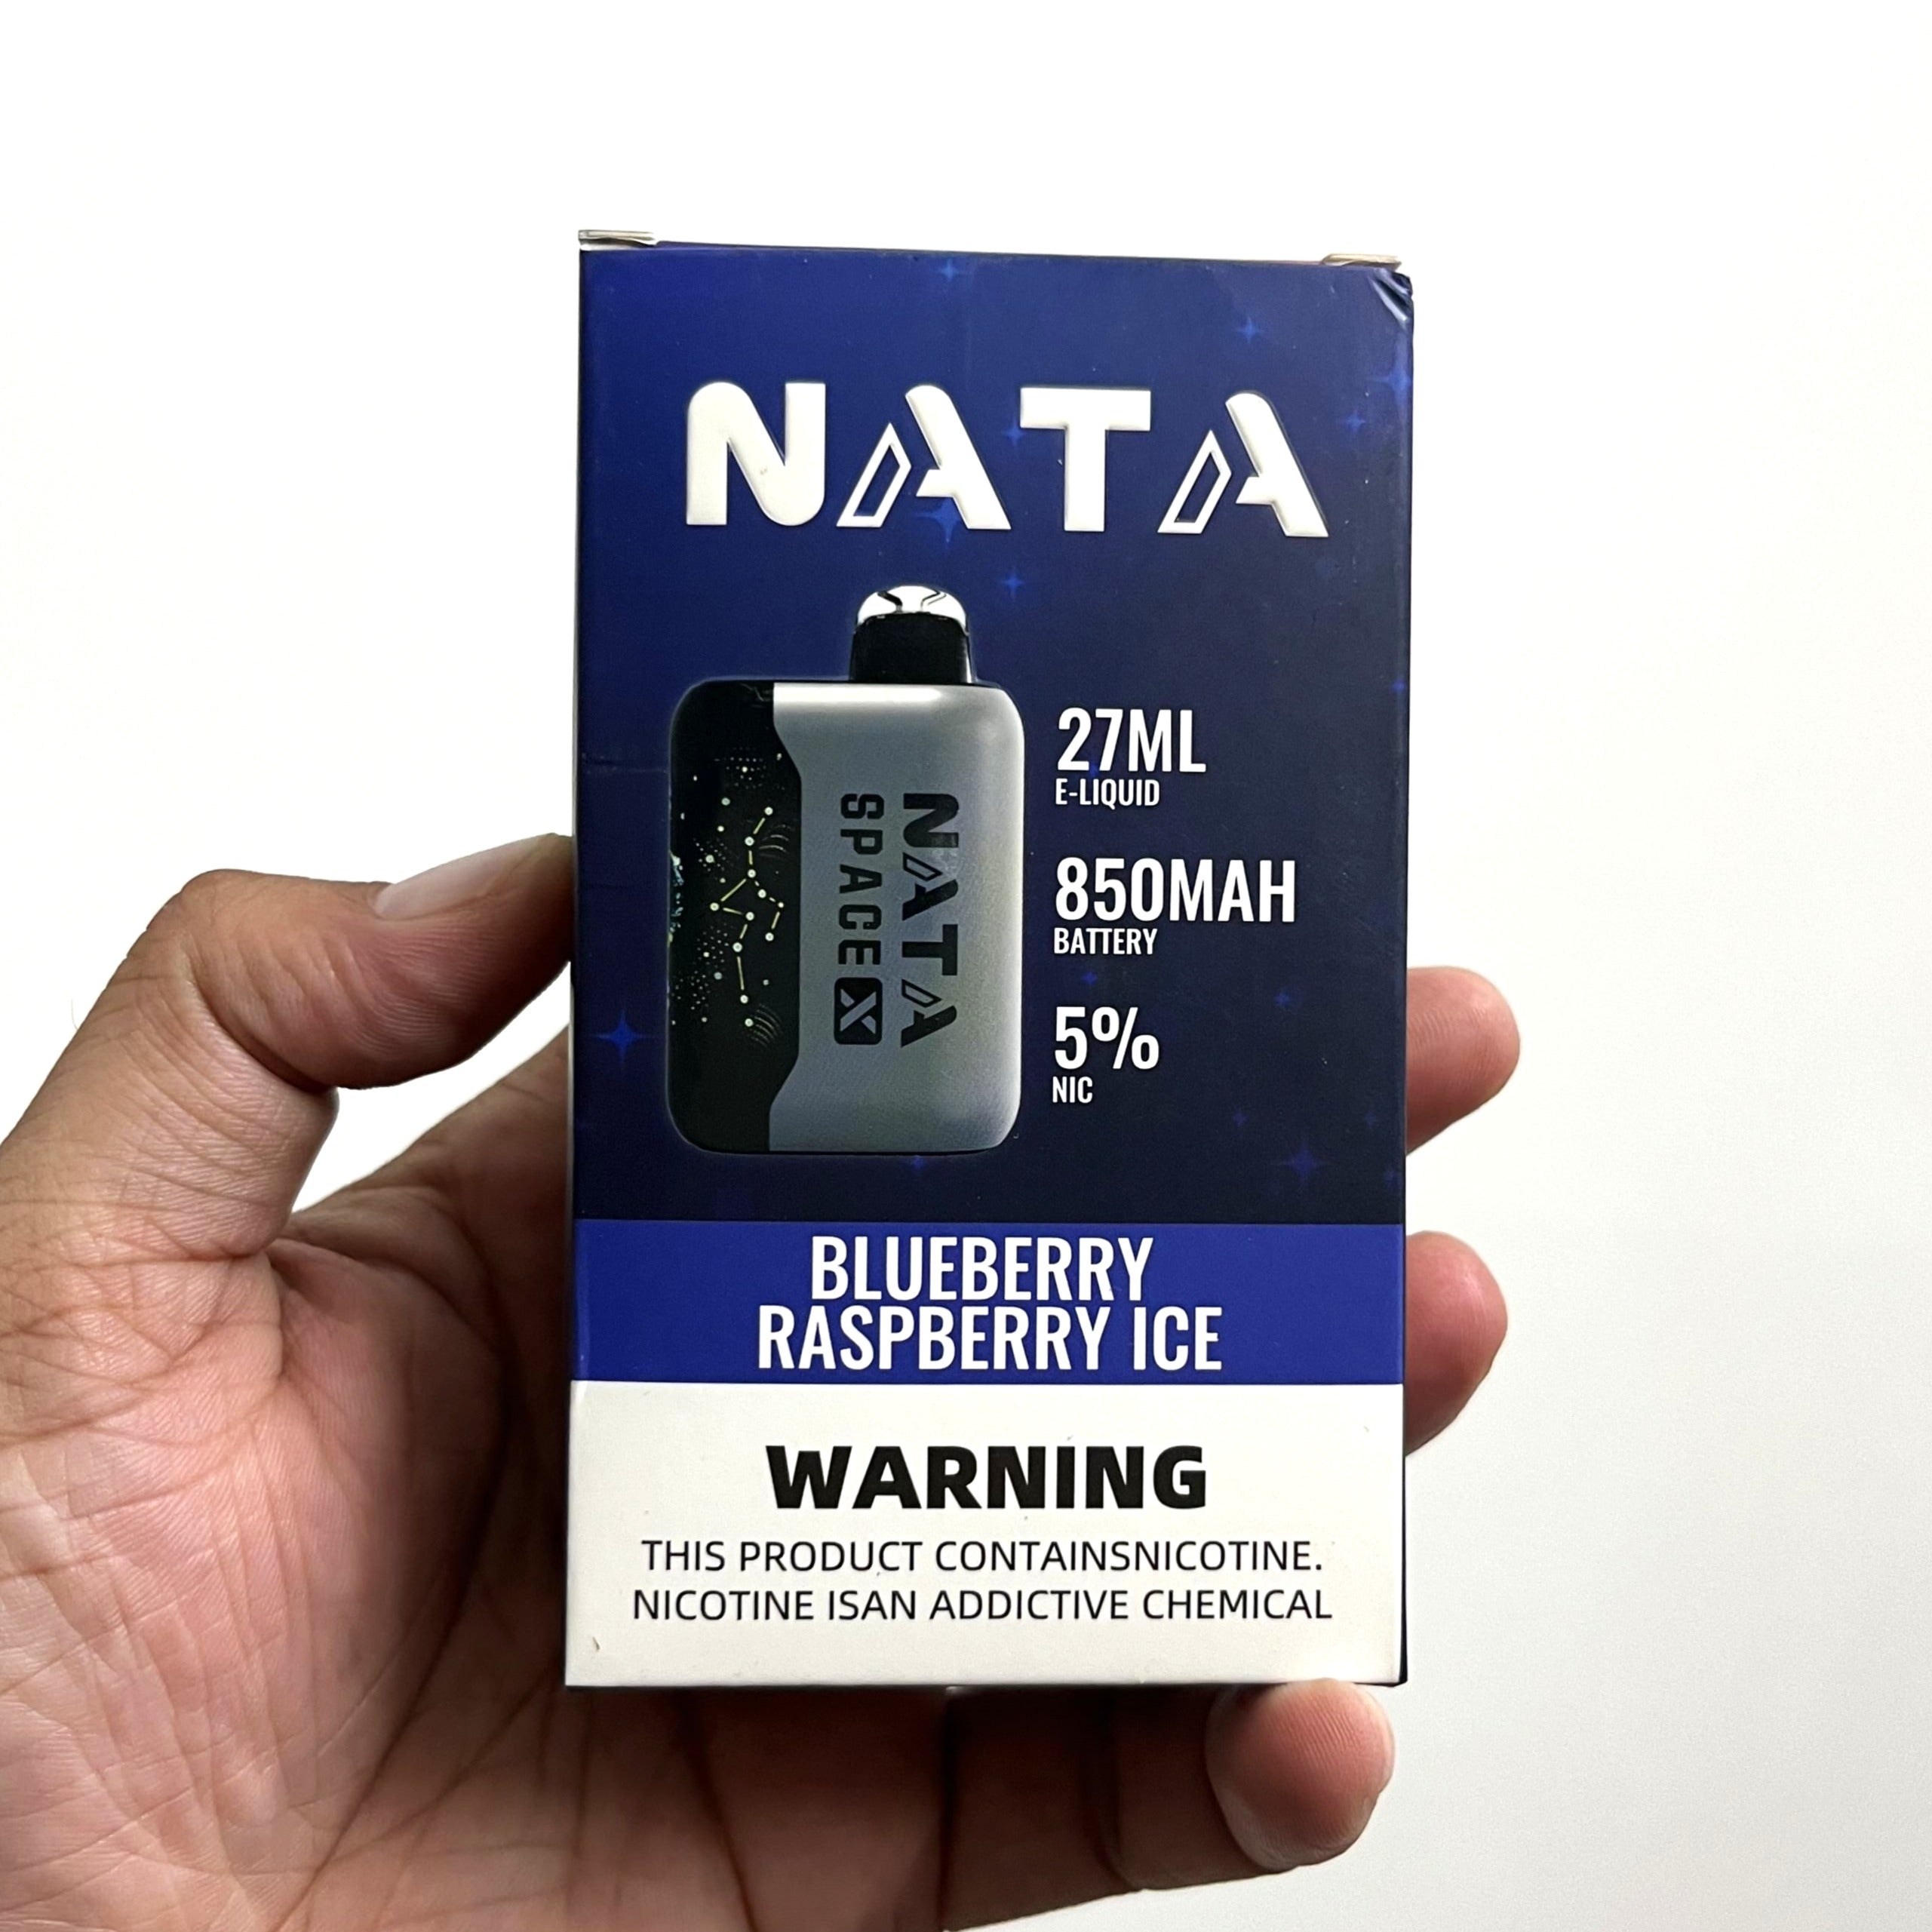 NATA
NATA
SPACE X
27ML
E-LIQUID
850MAH
BATTERY
5%
NIC
BLUEBERRY
RASPBERRY ICE
WARNING
THIS PRODUCT CONTAINSNICOTINE.
NICOTINE ISAN ADDICTIVE CHEMICAL